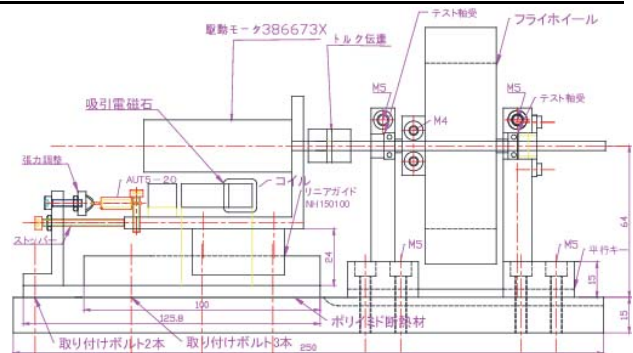 テスト軸受
フライホイール
駆動モータ386673X
トルク伝達
M5
M5
テスト軸受
吸引電磁石
M4
張力調整
AUT5-20
コイル
リニアガイド
NH150100
ストッパー
64
24
M5
M5
平行キー
15
100
125.8
ポリイミド断熱材
15
取り付けボルト2本
取り付けボルト3本
250